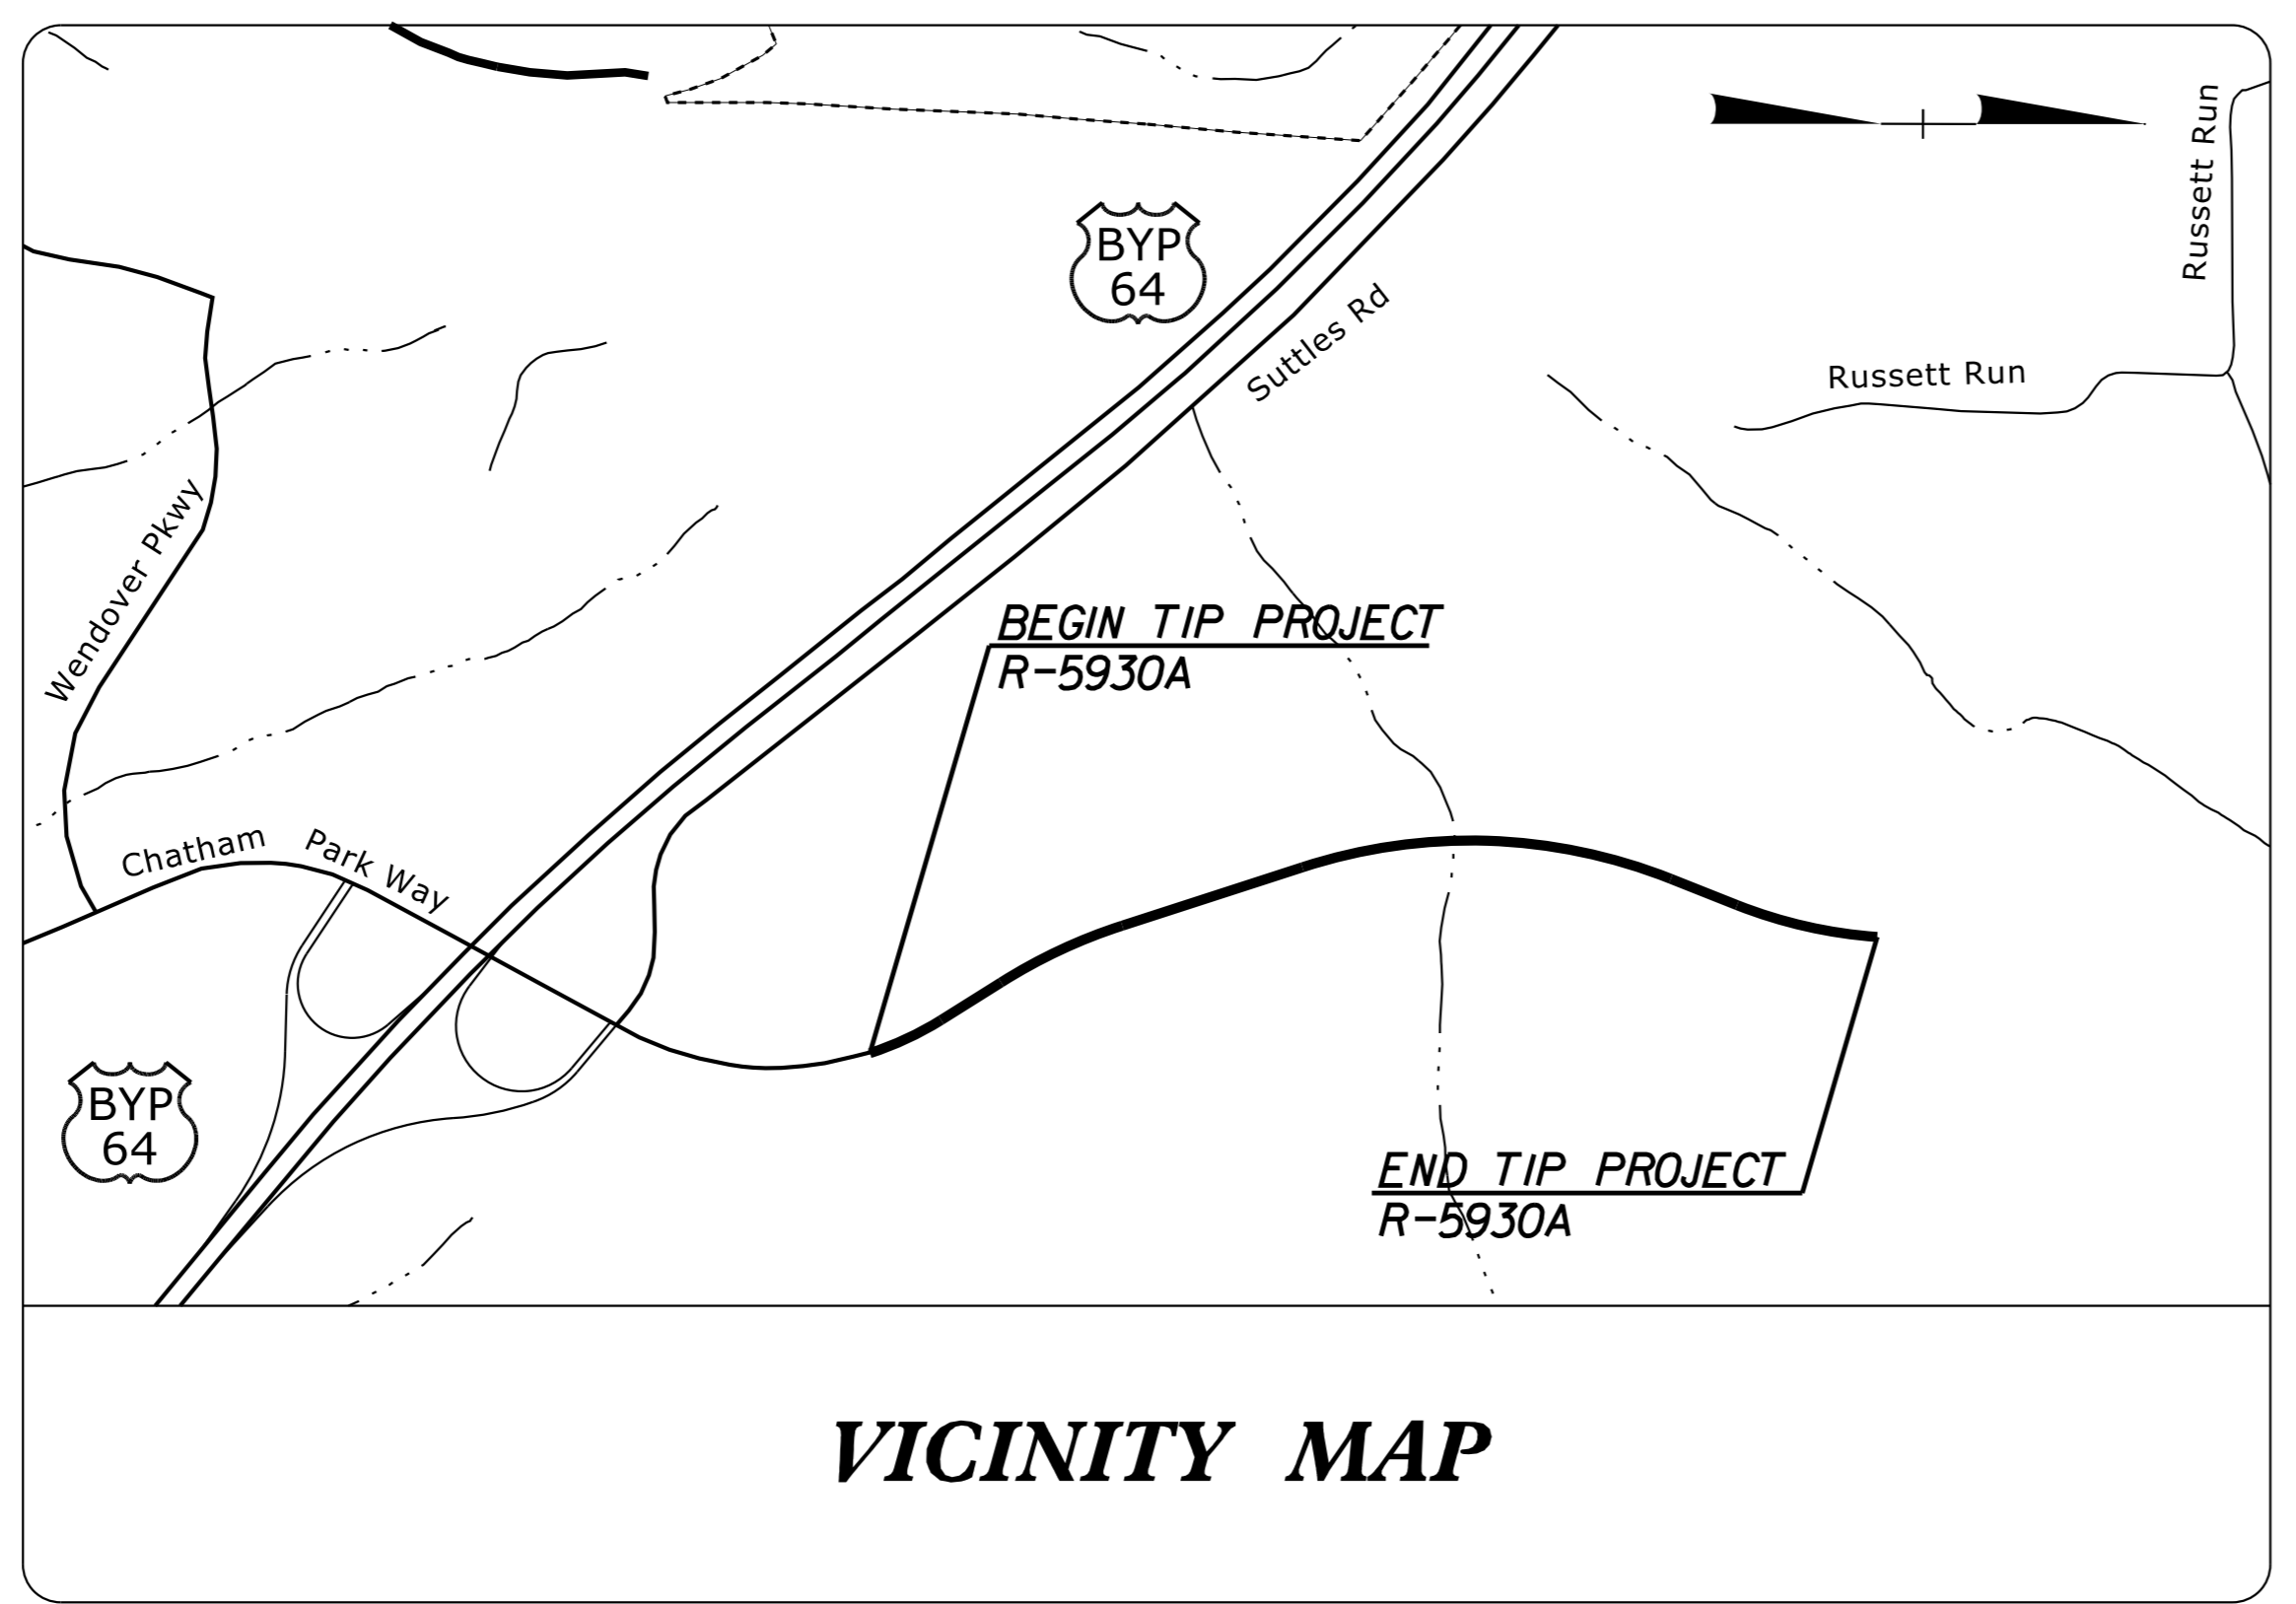 Russett Run
BYP
64
Suttles Rd
Russett Run
Wendover Pkwy
BEGIN TIP PROJECT
R-5930A
Chatham Park Way
BYP
64
END TIP PROJECT
R-5930A
VICINITY MAP